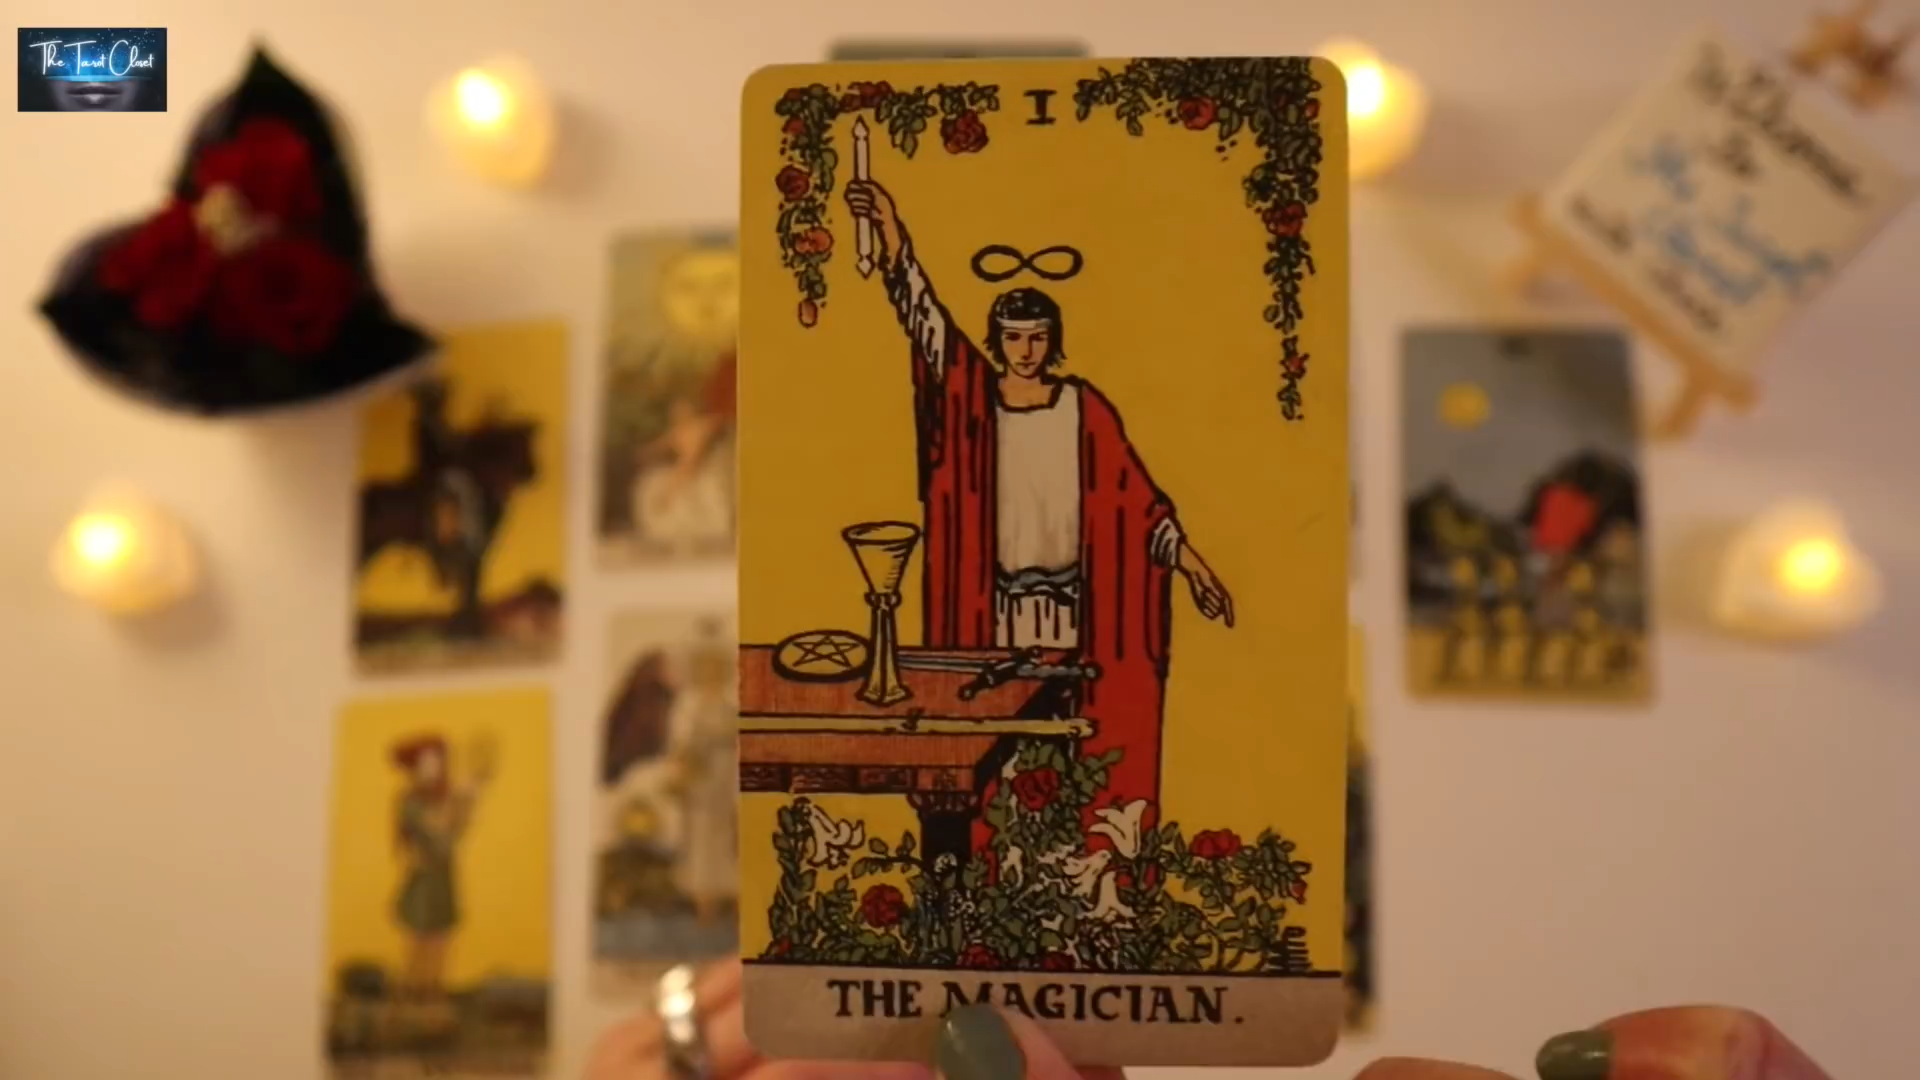 The Tarot Closet
I
THE MAGICIAN.